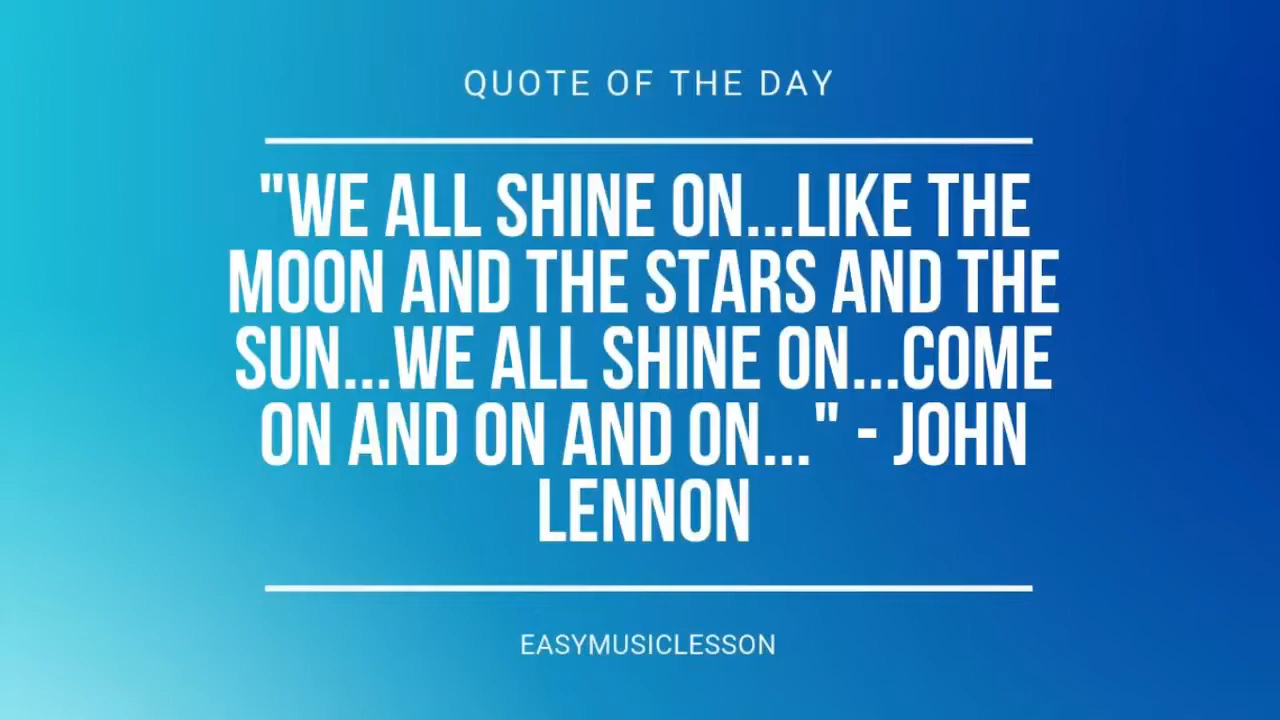 QUOTE OF THE DAY
"WE ALL SHINE ON...LIKE THE
MOON AND THE STARS AND THE
SUN...WE ALL SHINE ON...COME
ON AND ON AND ON..." - JOHN
LENNON
EASYMUSICLESSON